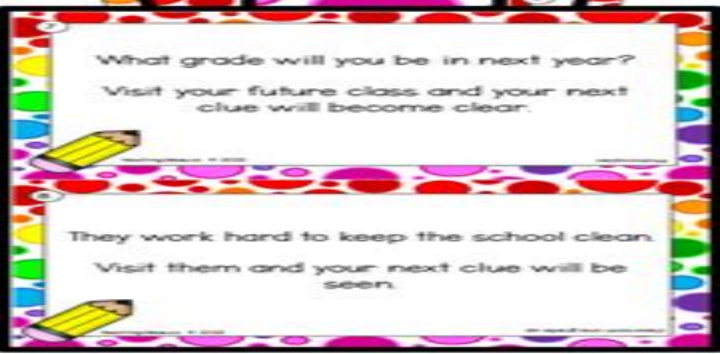 What grade will you be in next year?
Visit your future class and your next
clue will become clear.
They work hard to keep the school clean.
Visit them and your next clue will be
seen.